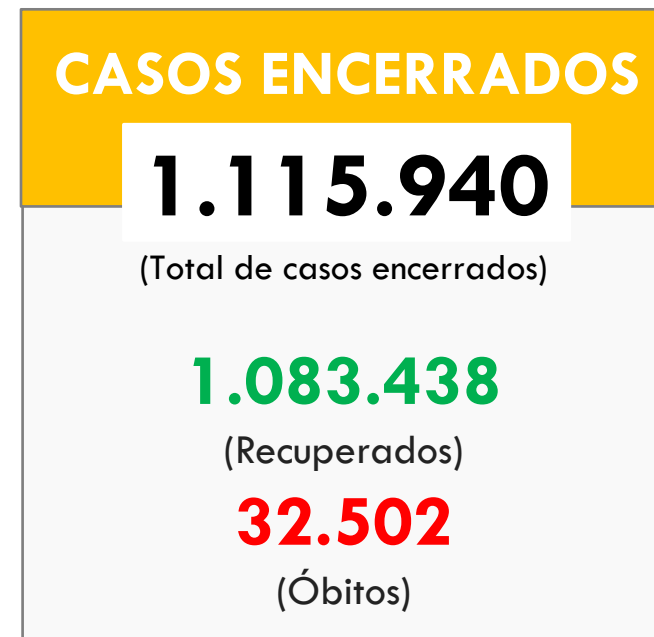 CASOS ENCERRADOS
1.115.940
(Total de casos encerrados)
1.083.438
(Recuperados)
32.502
(Óbitos)